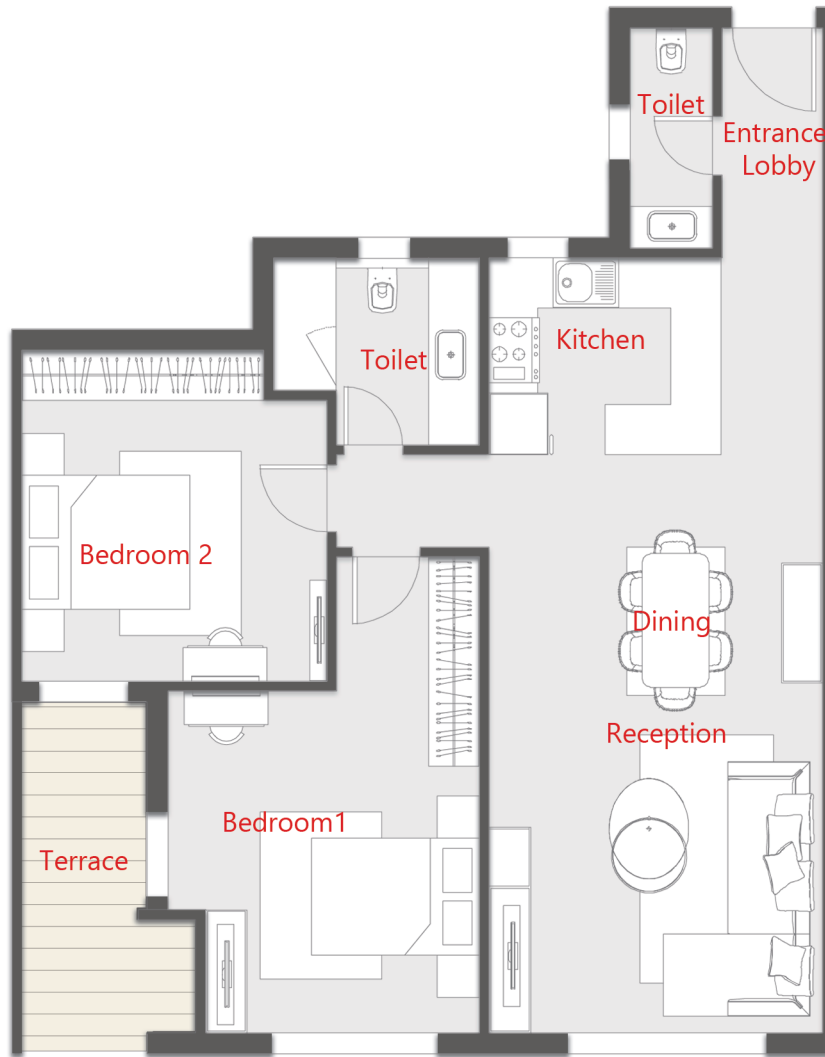 Toilet
Entrance
Lobby
Kitchen
Toilet
Bedroom 2
Dining
Reception
Bedroom1
Terrace